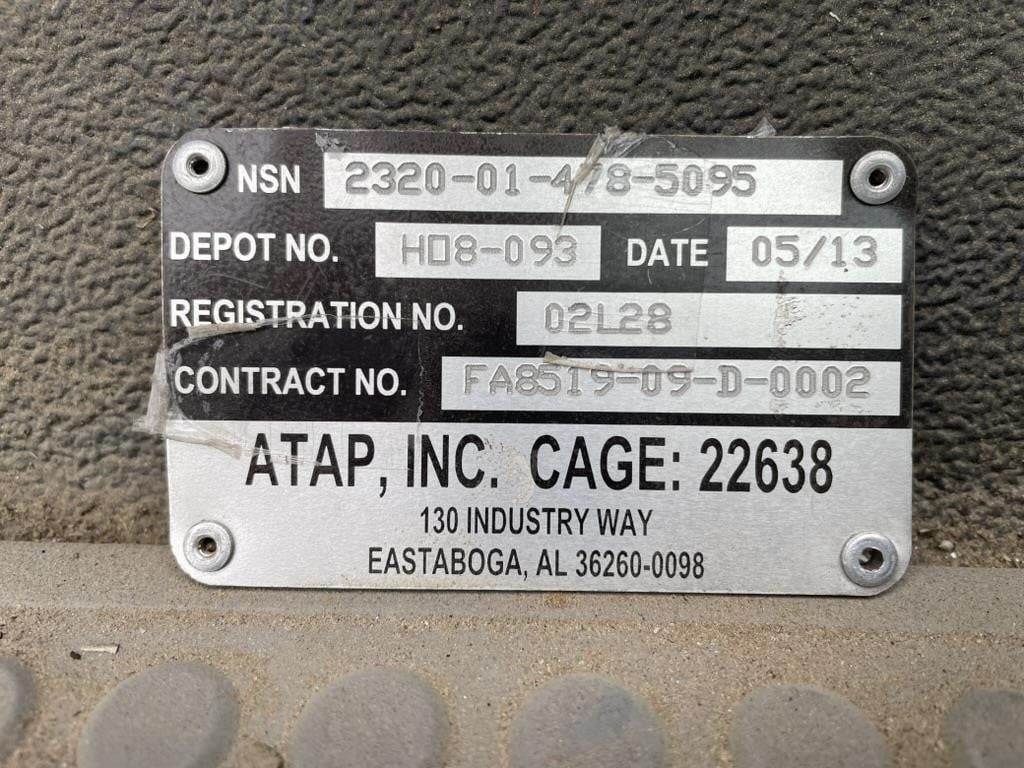 NSN 2320-01-478-5095
DEPOT NO. H08-093 DATE 05/13
REGISTRATION NO. 02L28
CONTRACT NO. FA8519-09-D-0002
ATAP, INC. CAGE: 22638
130 INDUSTRY WAY
EASTABOGA, AL 36260-0098